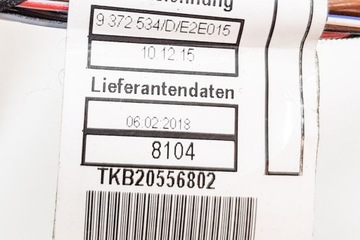 9 372 534/D/E2E015
10.12.15
Lieferantendaten
06.02.2018
8104
TKB20556802